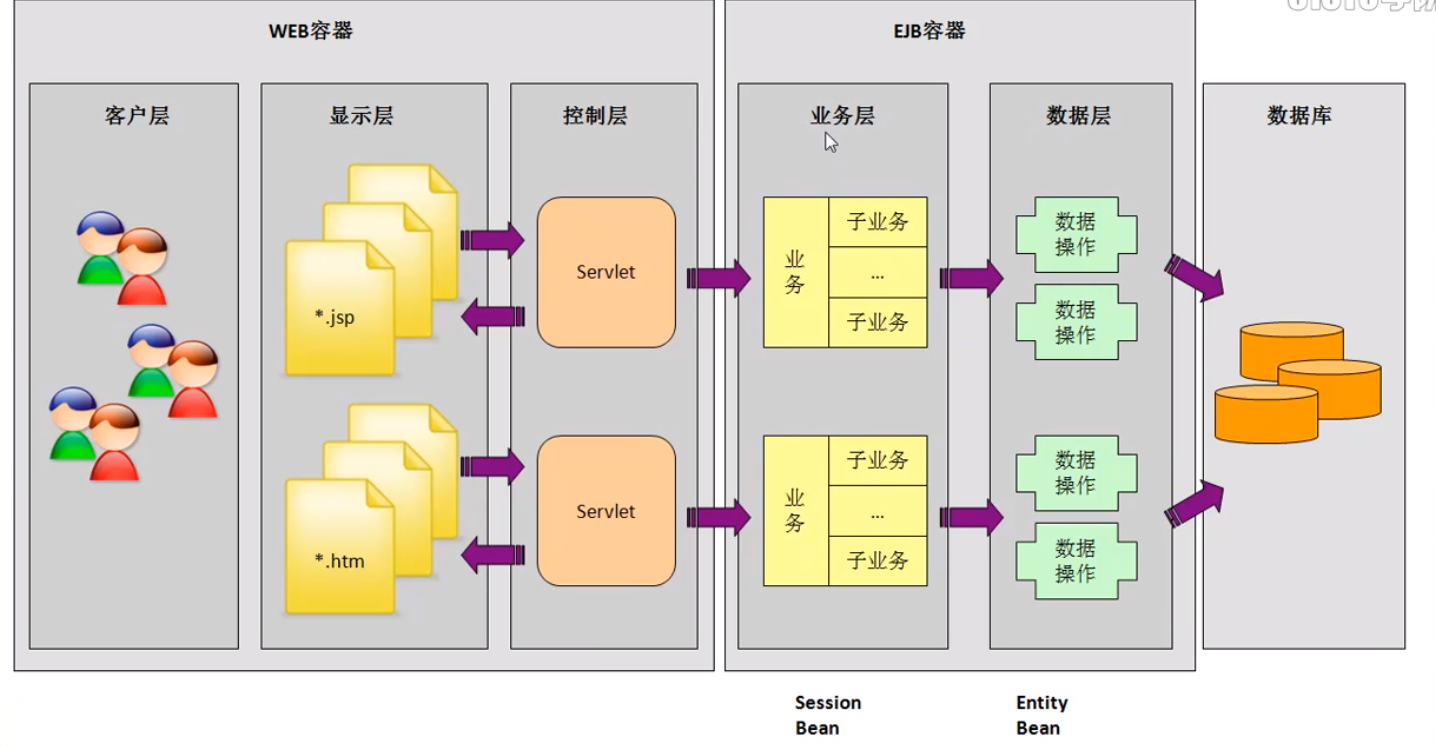 WEB容器
EJB容器
客户层
显示层
控制层
业务层
数据层
数据库
*.jsp
Servlet
业
务
子业务
...
子业务
数据
操作
数据
操作
*.htm
Servlet
业
务
子业务
...
子业务
数据
操作
数据
操作
Session
Bean
Entity
Bean